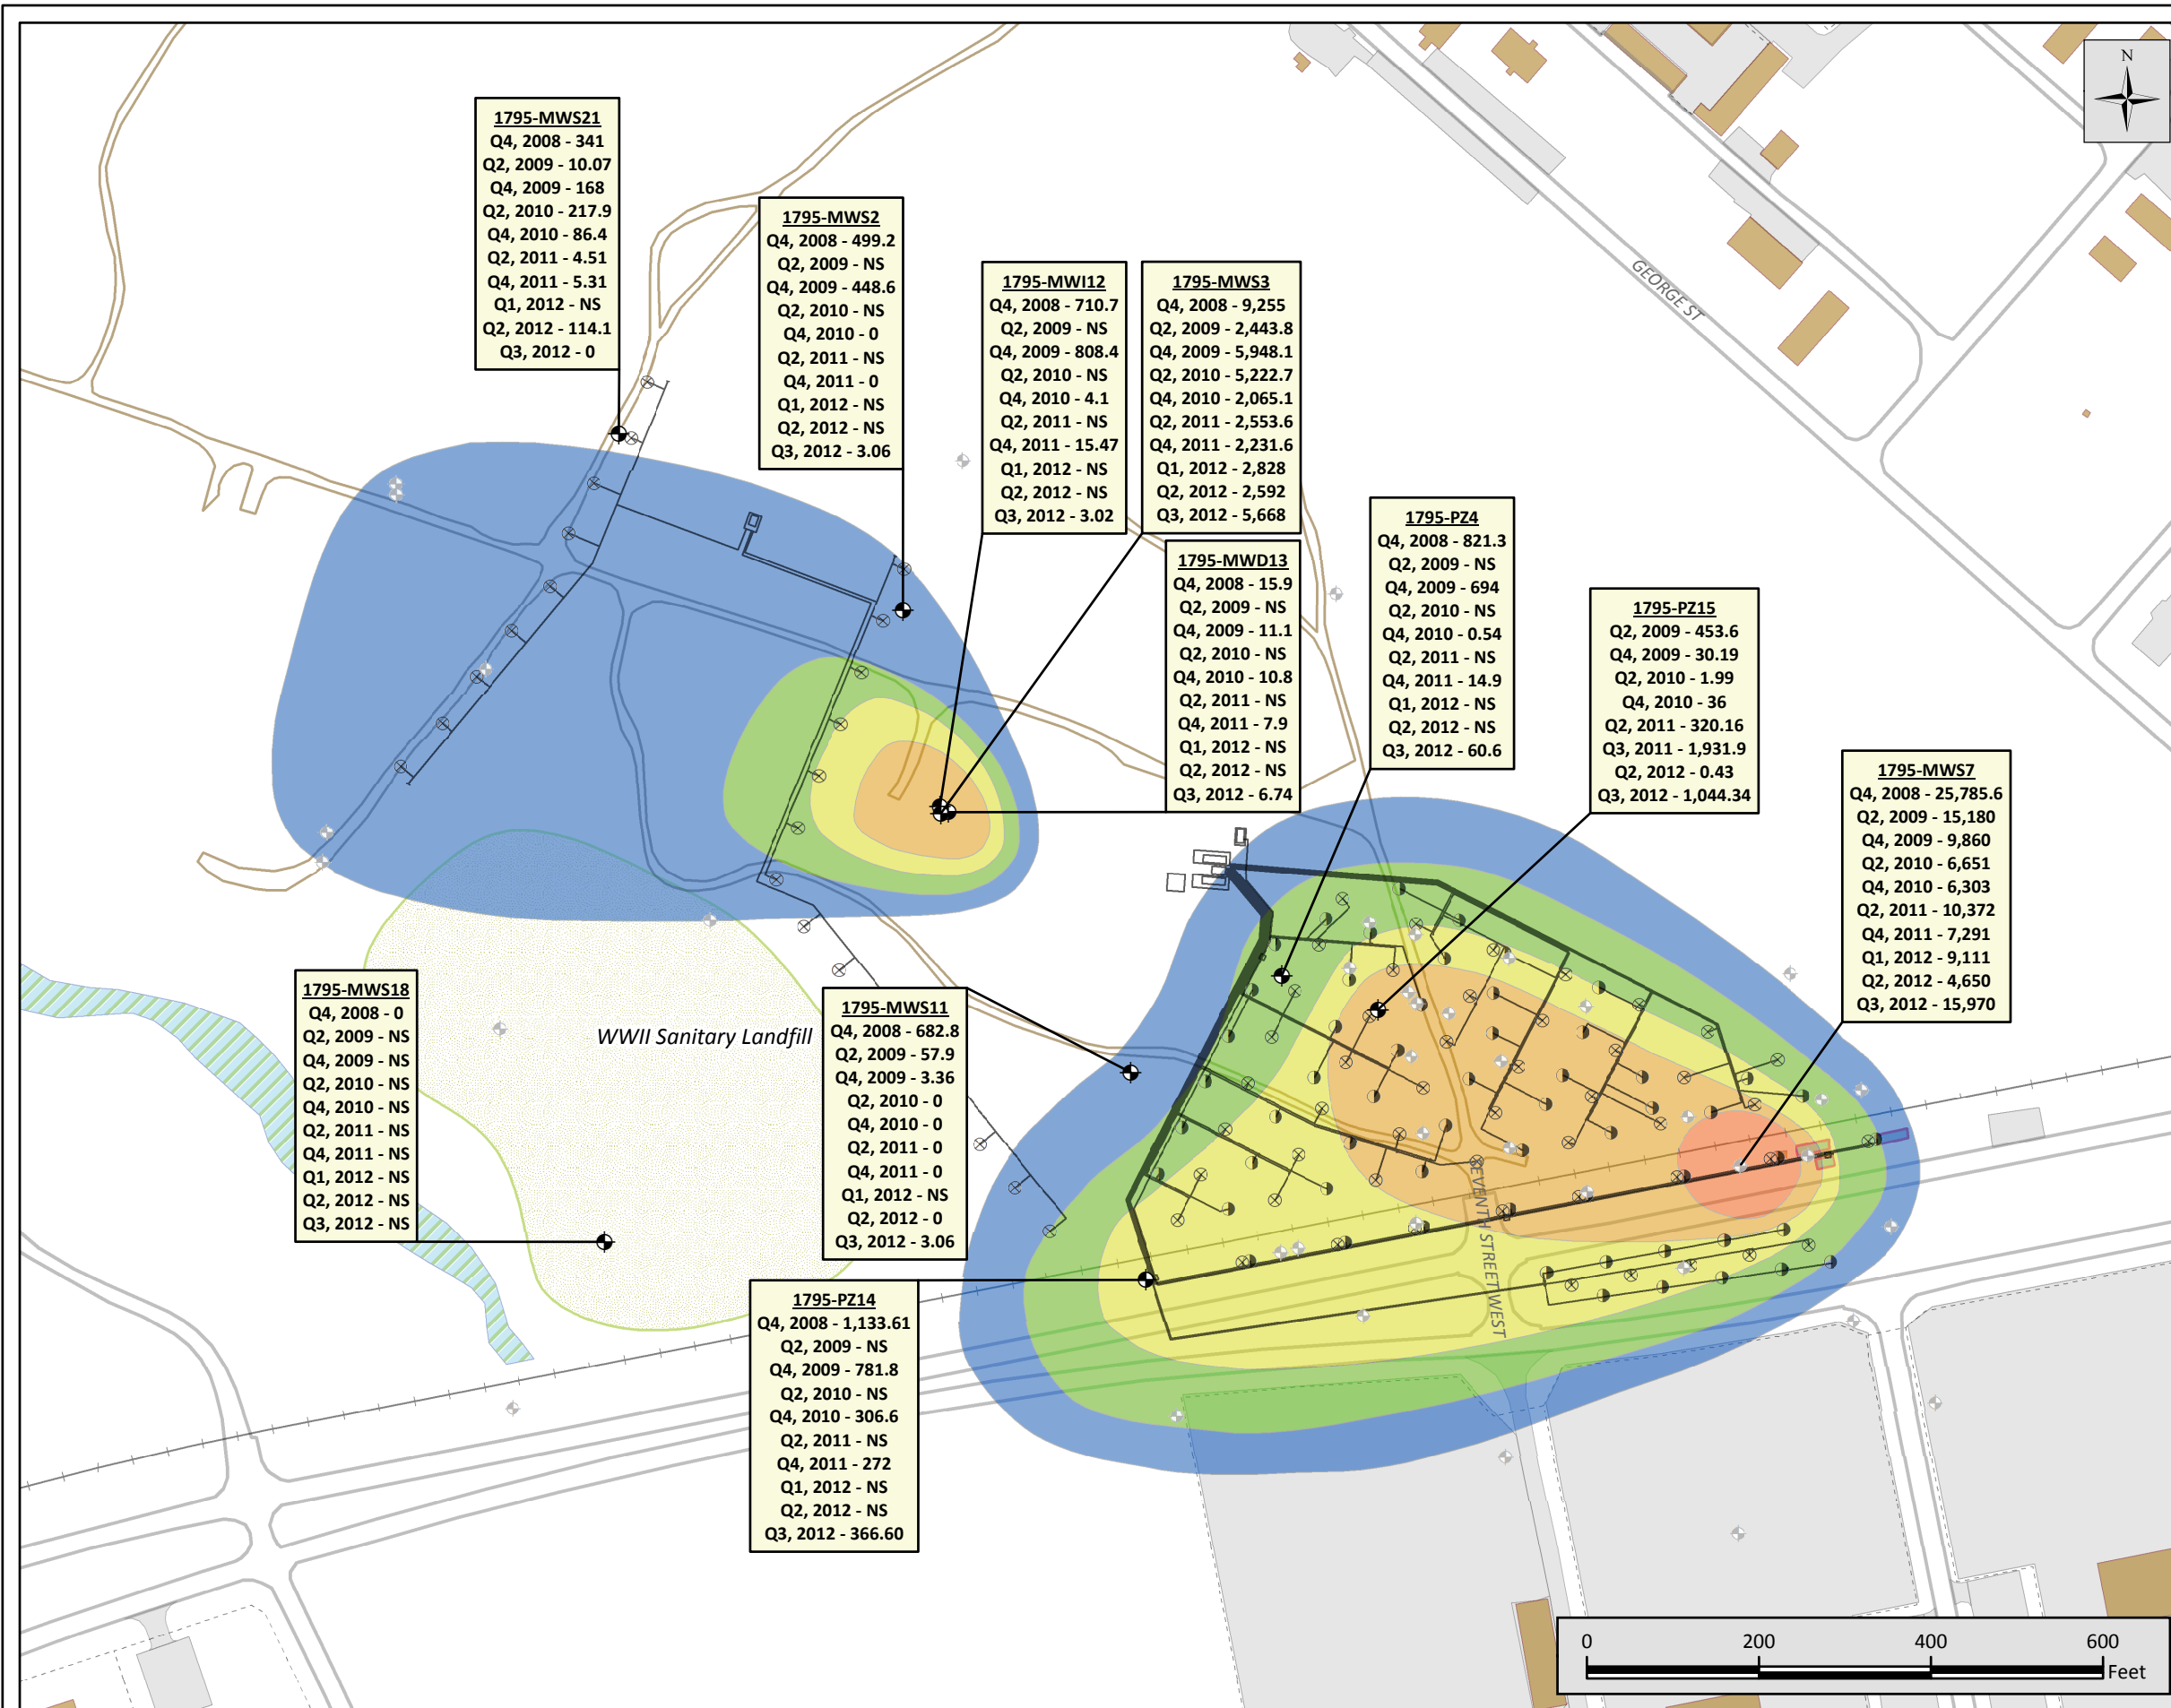 N
1795-MWS21
Q4, 2008 - 341
Q2, 2009 - 10.07
Q4, 2009 - 168
Q2, 2010 - 217.9
Q4, 2010 - 86.4
Q2, 2011 - 4.51
Q4, 2011 - 5.31
Q1, 2012 - NS
Q2, 2012 - 114.1
Q3, 2012 - 0
1795-MWS2
Q4, 2008 - 499.2
Q2, 2009 - NS
Q4, 2009 - 448.6
Q2, 2010 - NS
Q4, 2010 - 0
Q2, 2011 - NS
Q4, 2011 - 0
Q1, 2012 - NS
Q2, 2012 - NS
Q3, 2012 - 3.06
1795-MWI12
Q4, 2008 - 710.7
Q2, 2009 - NS
Q4, 2009 - 808.4
Q2, 2010 - NS
Q4, 2010 - 4.1
Q2, 2011 - NS
Q4, 2011 - 15.47
Q1, 2012 - NS
Q2, 2012 - NS
Q3, 2012 - 3.02
1795-MWS3
Q4, 2008 - 9,255
Q2, 2009 - 2,443.8
Q4, 2009 - 5,948.1
Q2, 2010 - 5,222.7
Q4, 2010 - 2,065.1
Q2, 2011 - 2,553.6
Q4, 2011 - 2,231.6
Q1, 2012 - 2,828
Q2, 2012 - 2,592
Q3, 2012 - 5,668
GEORGE ST
1795-MWD13
Q4, 2008 - 15.9
Q2, 2009 - NS
Q4, 2009 - 11.1
Q2, 2010 - NS
Q4, 2010 - 10.8
Q2, 2011 - NS
Q4, 2011 - 7.9
Q1, 2012 - NS
Q2, 2012 - NS
Q3, 2012 - 6.74
1795-PZ4
Q4, 2008 - 821.3
Q2, 2009 - NS
Q4, 2009 - 694
Q2, 2010 - NS
Q4, 2010 - 0.54
Q2, 2011 - NS
Q4, 2011 - 14.9
Q1, 2012 - NS
Q2, 2012 - NS
Q3, 2012 - 60.6
1795-PZ15
Q2, 2009 - 453.6
Q4, 2009 - 30.19
Q2, 2010 - 1.99
Q4, 2010 - 36
Q2, 2011 - 320.16
Q3, 2011 - 1,931.9
Q2, 2012 - 0.43
Q3, 2012 - 1,044.34
1795-MWS7
Q4, 2008 - 25,785.6
Q2, 2009 - 15,180
Q4, 2009 - 9,860
Q2, 2010 - 6,651
Q4, 2010 - 6,303
Q2, 2011 - 10,372
Q4, 2011 - 7,291
Q1, 2012 - 9,111
Q2, 2012 - 4,650
Q3, 2012 - 15,970
1795-MWS18
Q4, 2008 - 0
Q2, 2009 - NS
Q4, 2009 - NS
Q2, 2010 - NS
Q4, 2010 - NS
Q2, 2011 - NS
Q4, 2011 - NS
Q1, 2012 - NS
Q2, 2012 - NS
Q3, 2012 - NS
WWII Sanitary Landfill
1795-MWS11
Q4, 2008 - 682.8
Q2, 2009 - 57.9
Q4, 2009 - 3.36
Q2, 2010 - 0
Q4, 2010 - 0
Q2, 2011 - 0
Q4, 2011 - 0
Q1, 2012 - NS
Q2, 2012 - 0
Q3, 2012 - 3.06
SEVENTH STREET WEST
1795-PZ14
Q4, 2008 - 1,133.61
Q2, 2009 - NS
Q4, 2009 - 781.8
Q2, 2010 - NS
Q4, 2010 - 306.6
Q2, 2011 - NS
Q4, 2011 - 272
Q1, 2012 - NS
Q2, 2012 - NS
Q3, 2012 - 366.60
0 200 400 600
Feet